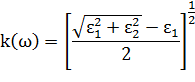 k(ω) = [ (√(ε₁² + ε₂²) − ε₁) / 2 ]^(1/2)